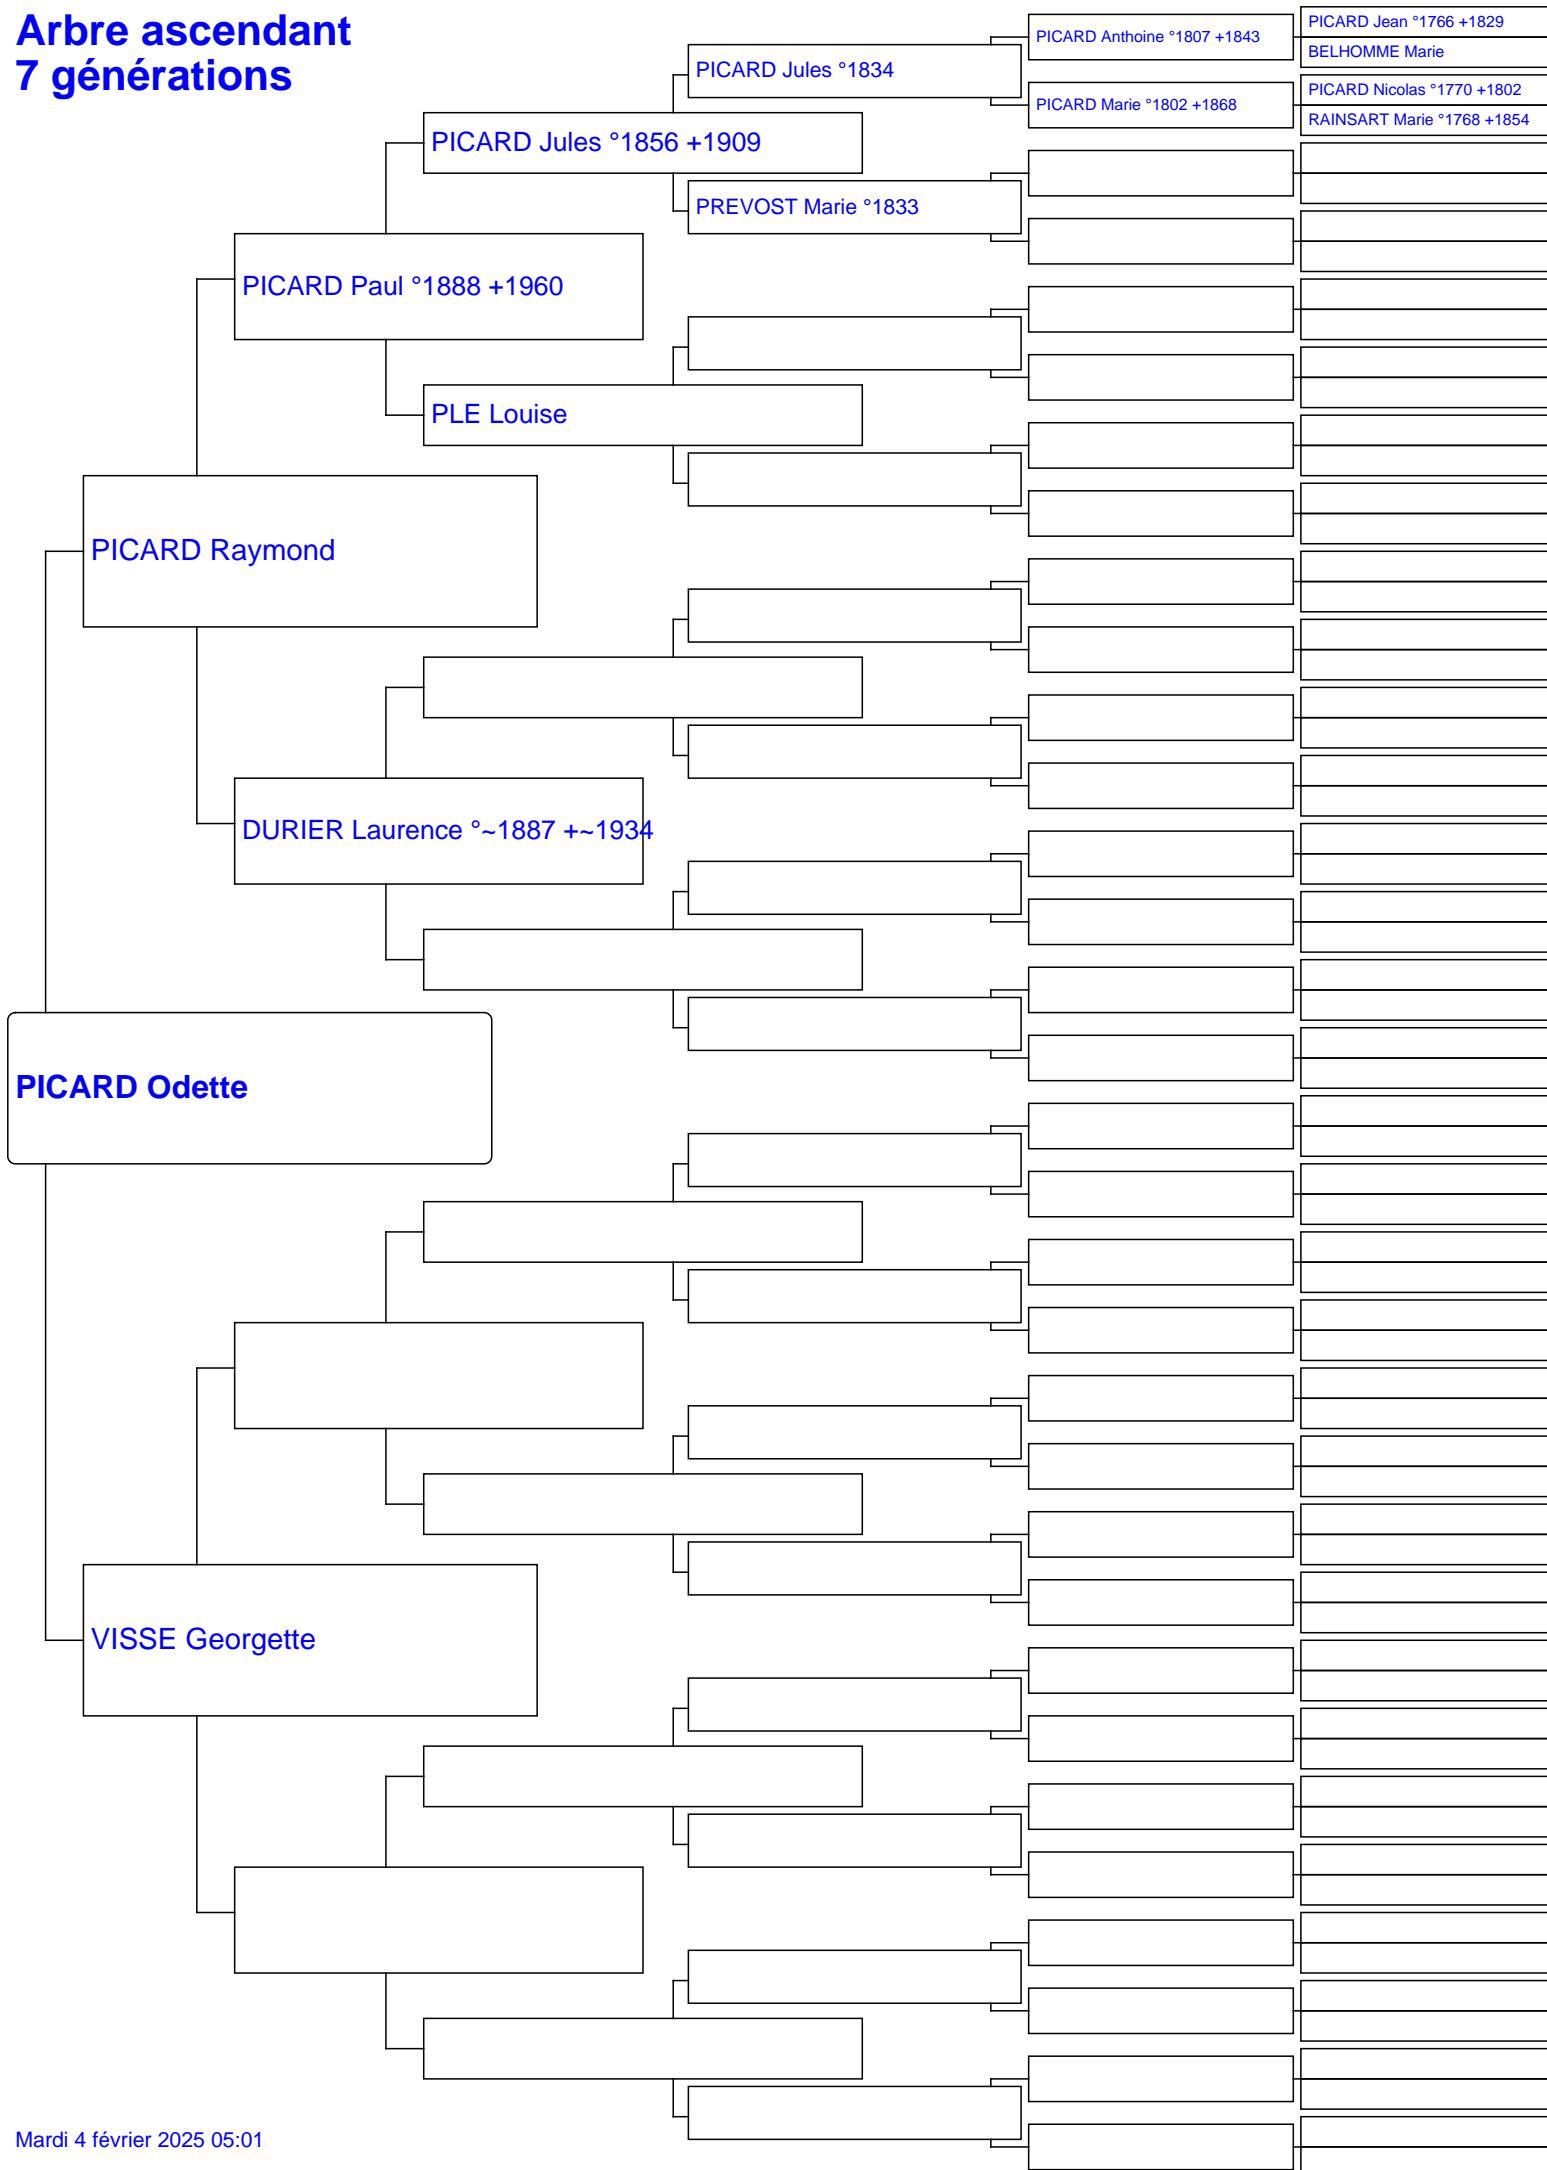 Arbre ascendant
7 générations
PICARD Anthoine °1807 +1843
PICARD Jean °1766 +1829
BELHOMME Marie
PICARD Jules °1834
PICARD Marie °1802 +1868
PICARD Nicolas °1770 +1802
RAINSART Marie °1768 +1854
PICARD Jules °1856 +1909
PREVOST Marie °1833
PICARD Paul °1888 +1960
PLE Louise
PICARD Raymond
DURIER Laurence °~1887 +~1934
PICARD Odette
VISSE Georgette
Mardi 4 février 2025 05:01